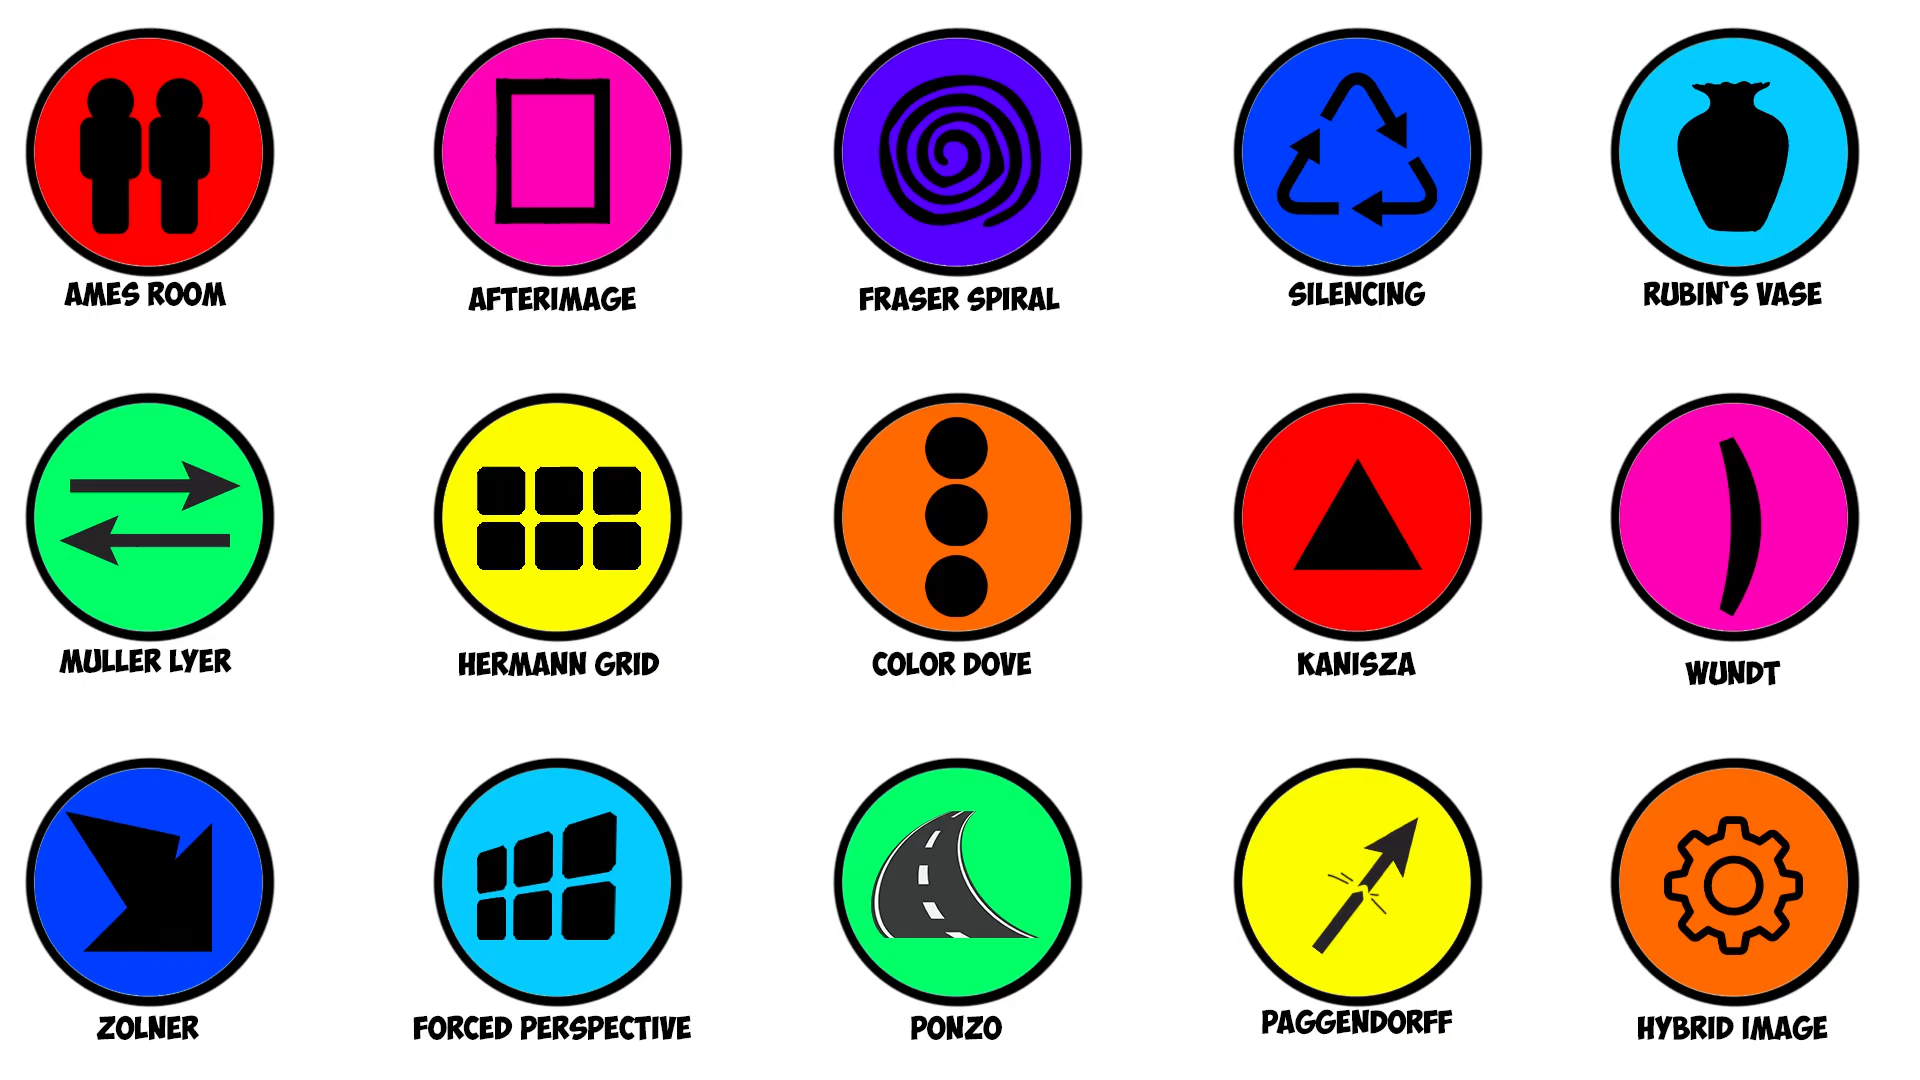 AMES ROOM
AFTERIMAGE
FRASER SPIRAL
SILENCING
RUBIN'S VASE
MULLER LYER
HERMANN GRID
COLOR DOVE
KANISZA
WUNDT
ZOLNER
FORCED PERSPECTIVE
PONZO
PAGGENDORFF
HYBRID IMAGE